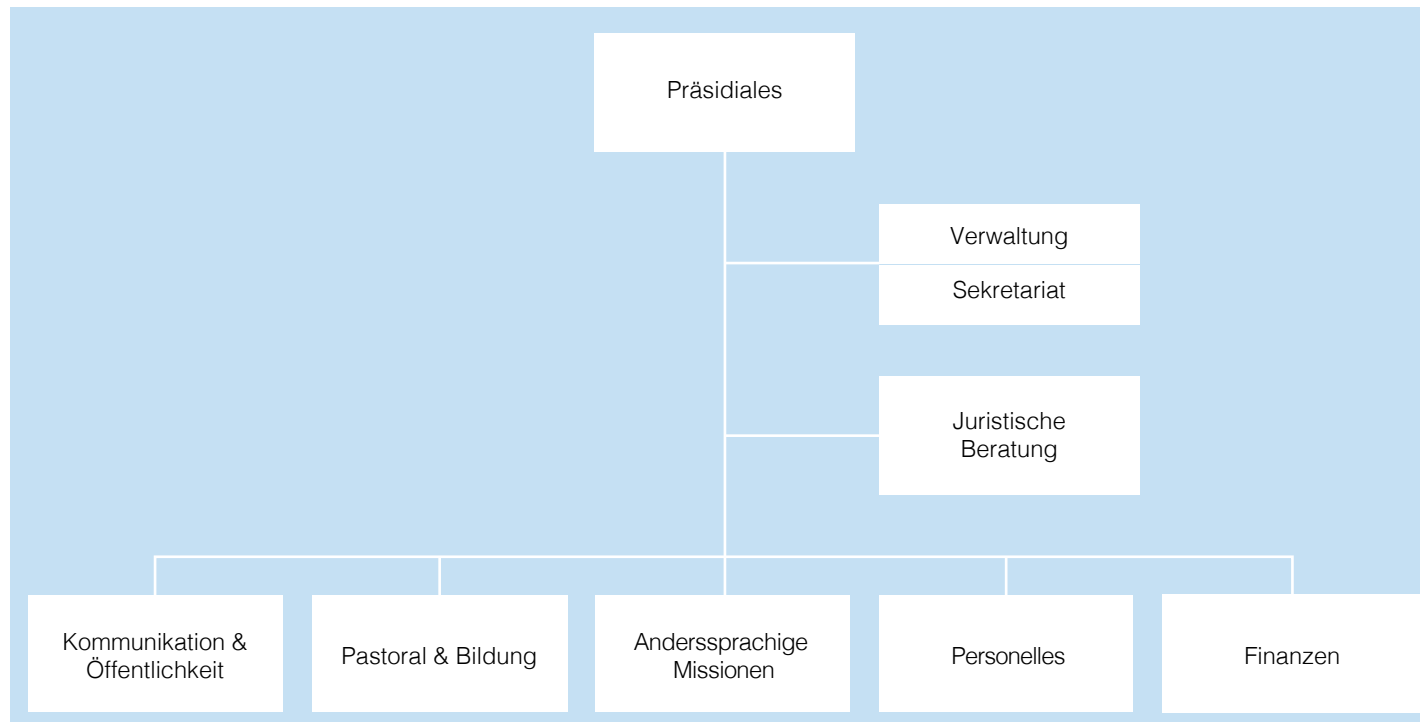 Präsidiales
Verwaltung
Sekretariat
Juristische
Beratung
Kommunikation &
Öffentlichkeit
Pastoral & Bildung
Anderssprachige
Missionen
Personelles
Finanzen